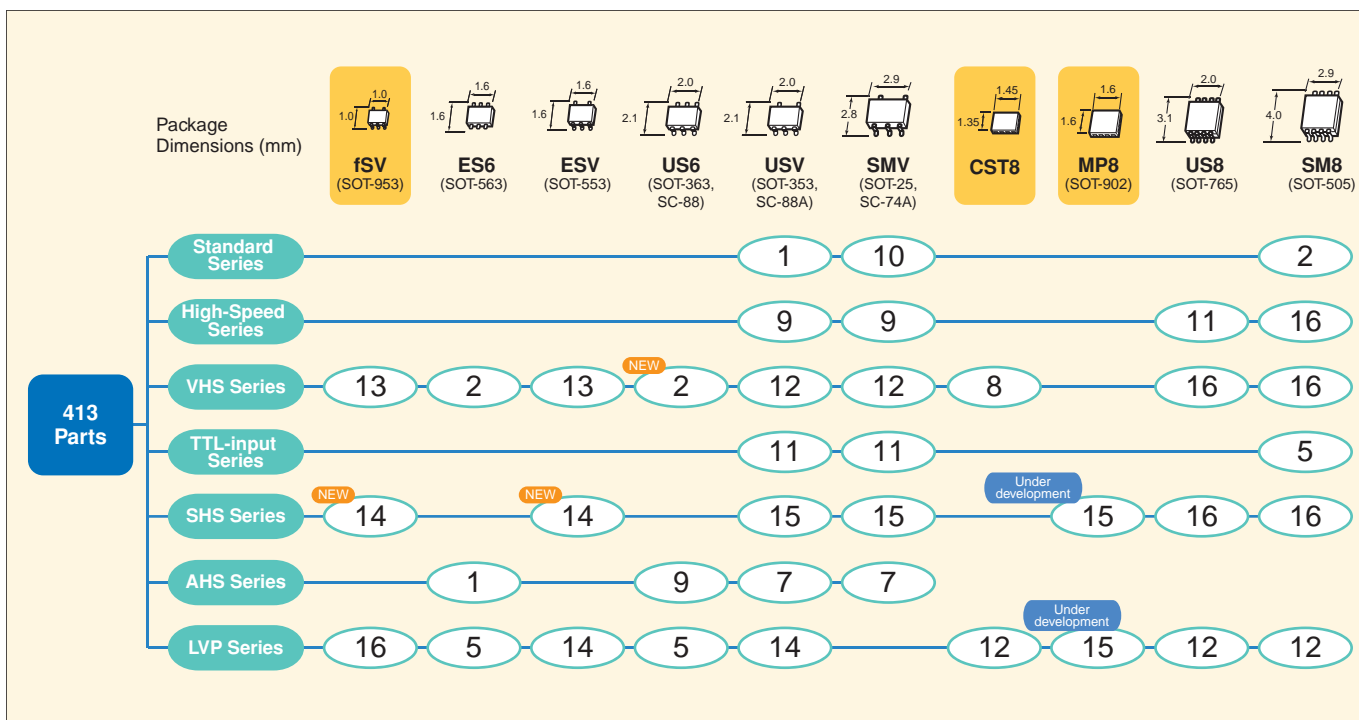 Package
Dimensions (mm)
1.0
1.0
fSV
(SOT-953)
1.6
1.6
ES6
(SOT-563)
1.6
1.6
ESV
(SOT-553)
2.0
2.1
US6
(SOT-363,
SC-88)
2.0
2.1
USV
(SOT-353,
SC-88A)
2.9
2.8
SMV
(SOT-25,
SC-74A)
1.45
1.35
CST8
1.6
1.6
MP8
(SOT-902)
2.0
3.1
US8
(SOT-765)
2.9
4.0
SM8
(SOT-505)
413
Parts
Standard
Series
1 10 2
High-Speed
Series
9 9 11 16
NEW
VHS Series 13 2 13 2 12 12 8 16 16
TTL-input
Series
11 11 5
NEW NEW
Under
development
SHS Series 14 14 15 15 15 16 16
AHS Series 1 9 7 7
Under
development
LVP Series 16 5 14 5 14 12 15 12 12